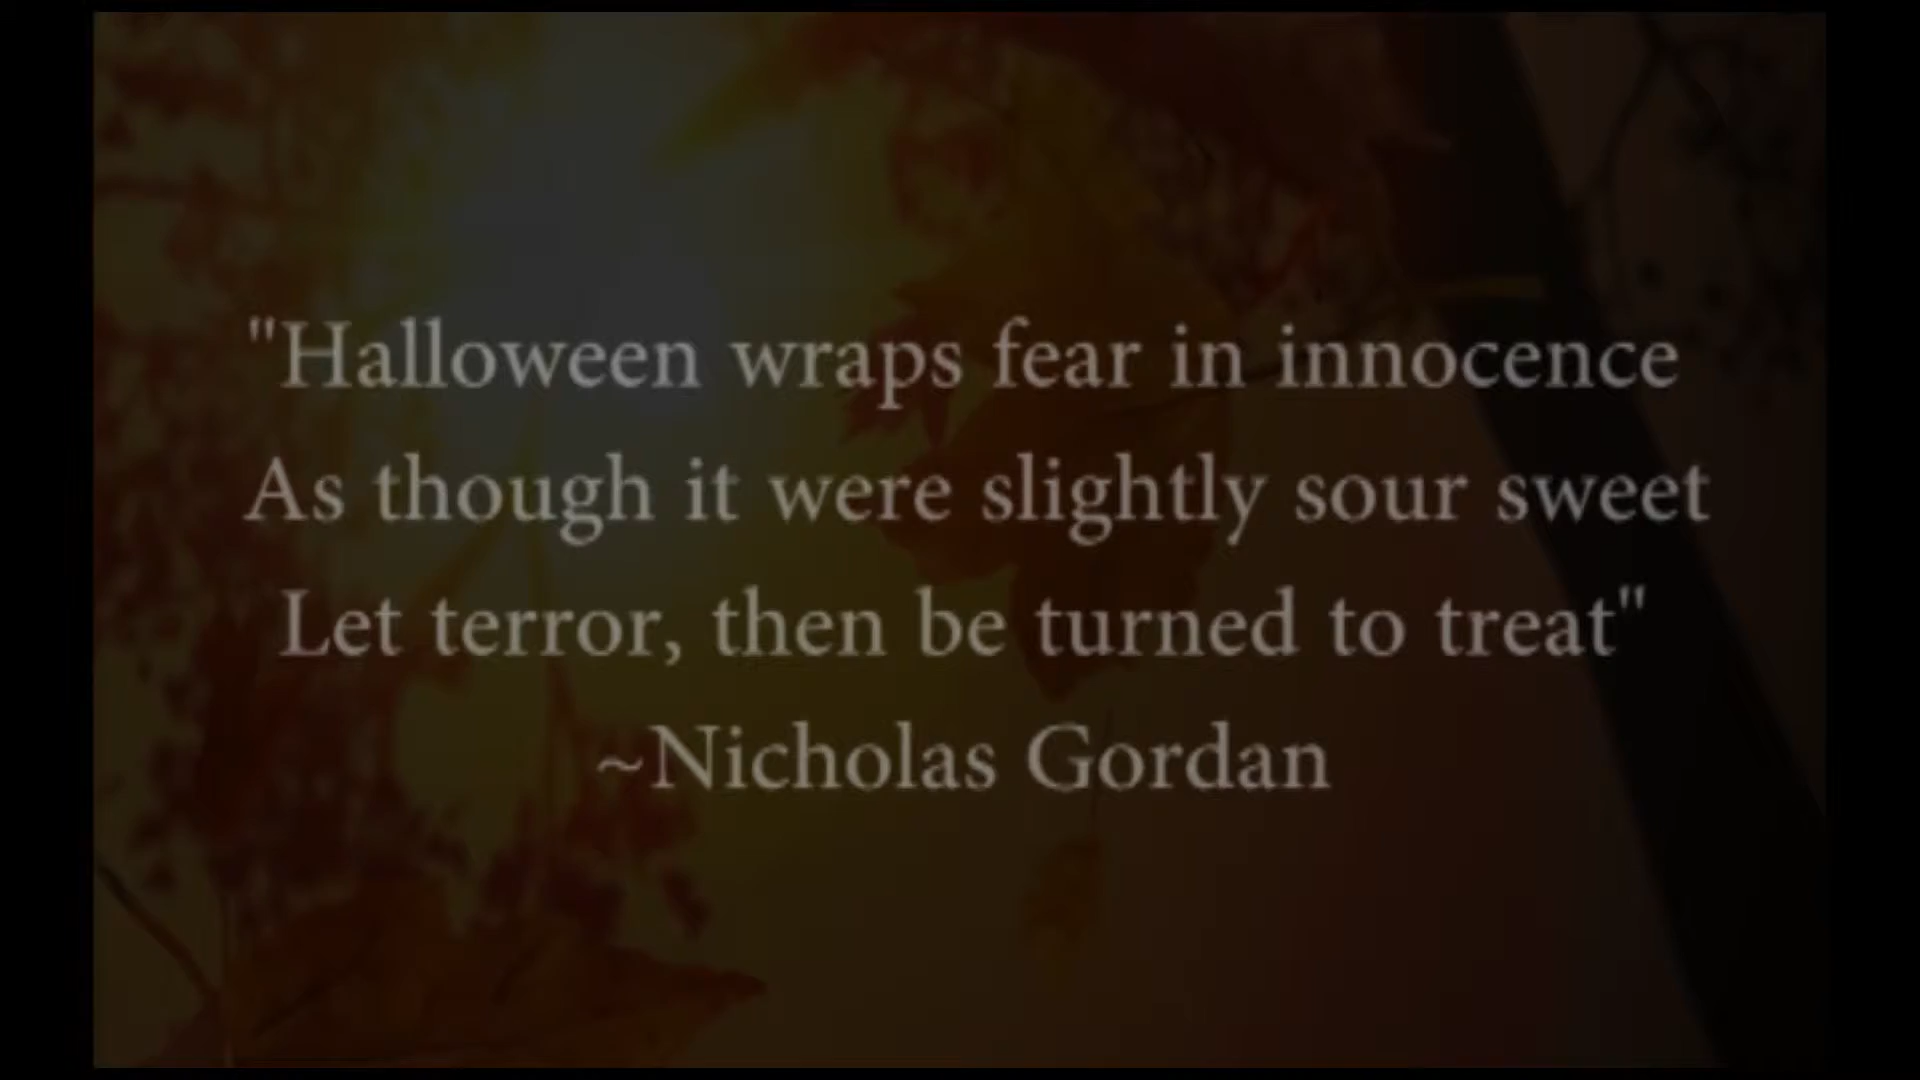 "Halloween wraps fear in innocence
As though it were slightly sour sweet
Let terror, then be turned to treat"
~Nicholas Gordan